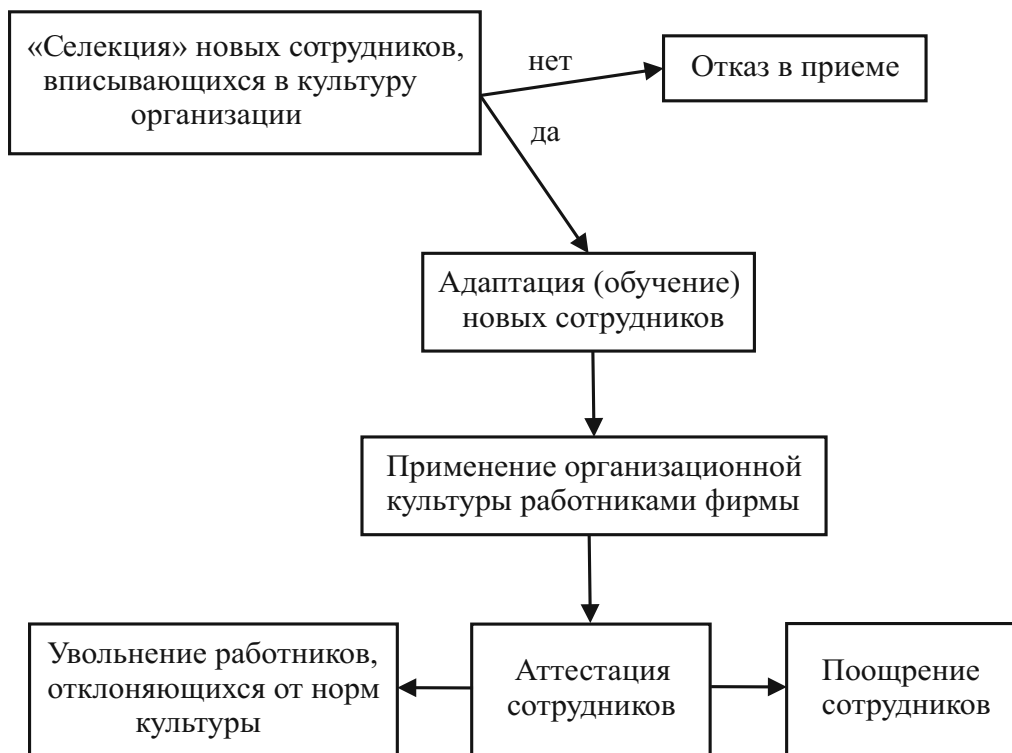 «Селекция» новых сотрудников,
вписывающихся в культуру
организации
нет
Отказ в приеме
да
Адаптация (обучение)
новых сотрудников
Применение организационной
культуры работниками фирмы
Увольнение работников,
отклоняющихся от норм
культуры
Аттестация
сотрудников
Поощрение
сотрудников